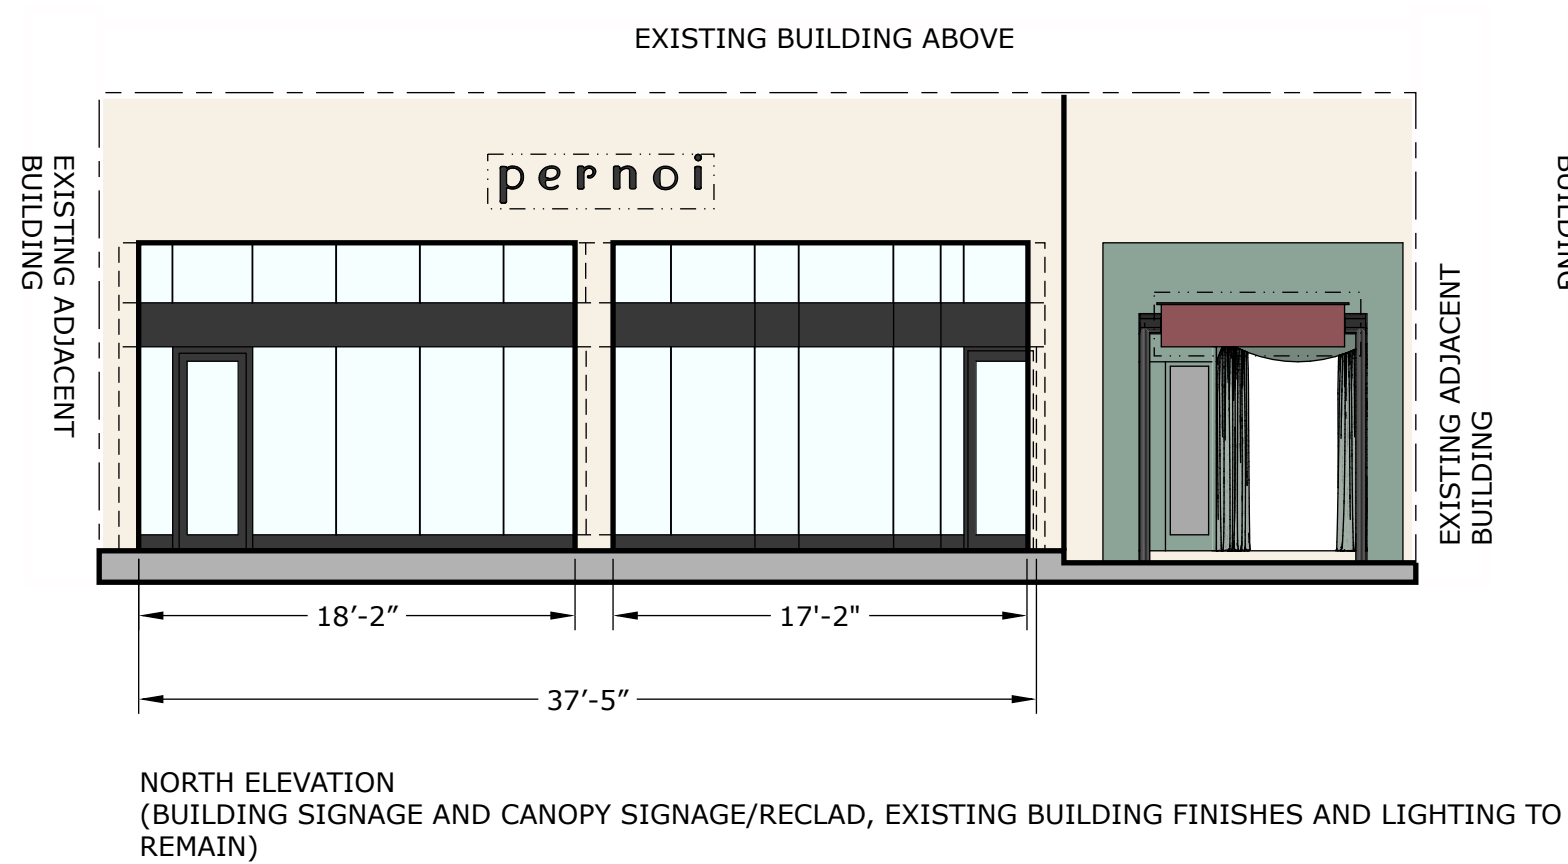 EXISTING BUILDING ABOVE
pernoi
EXISTING ADJACENT
BUILDING
EXISTING ADJACENT
BUILDING
BUILDING
18’-2”
17'-2"
37’-5”
NORTH ELEVATION
(BUILDING SIGNAGE AND CANOPY SIGNAGE/RECLAD, EXISTING BUILDING FINISHES AND LIGHTING TO
REMAIN)